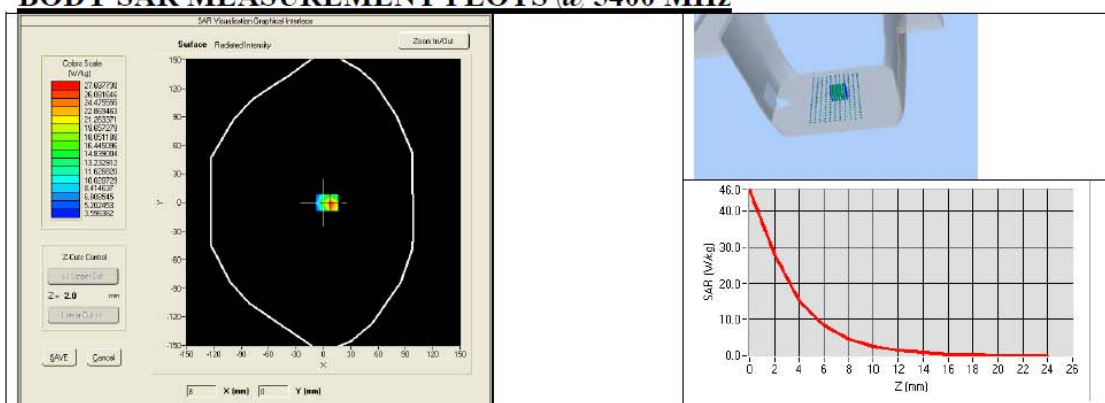 BODY SAR MEASUREMENT PLOTS @ 5400 MHz
SAR Visualisation Graphical Interface
Surface Radiated Intensity
Zoom In/Out
Colors Scale
(W/kg)
27.697738
26.091646
24.475555
22.869463
21.263371
19.657279
18.051188
16.445096
14.839004
13.232912
11.626820
10.020729
8.414637
6.808545
5.202453
3.596362
150
120
90
60
30
0
-30
-60
-90
-120
-150
Y
-150 -120 -90 -60 -30 0 30 60 90 120 150
X
Z-Cuts Control
Z = 2.0 mm
SAVE Cancel
8 X (mm) 0 Y (mm)
46.0
40.0
30.0
20.0
10.0
0.0
SAR (W/kg)
0 2 4 6 8 10 12 14 16 18 20 22 24 26
Z (mm)